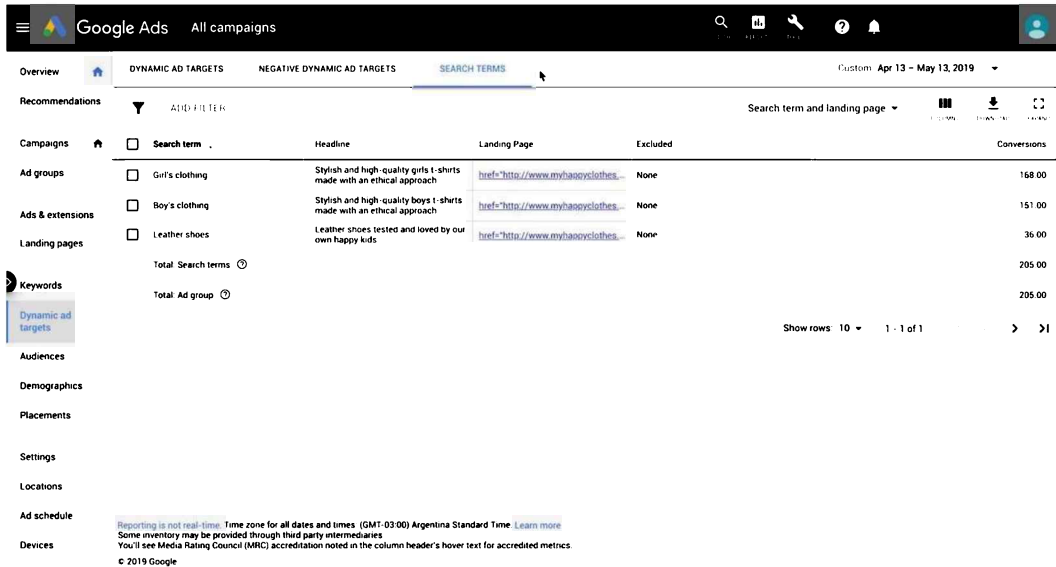 Google Ads All campaigns
Overview
DYNAMIC AD TARGETS NEGATIVE DYNAMIC AD TARGETS SEARCH TERMS
Custom Apr 13 – May 13, 2019
Recommendations
ADD FILTER
Search term and landing page
Campaigns
Search term Headline Landing Page Excluded Conversions
Ad groups
Girl's clothing
Stylish and high-quality girls t-shirts
made with an ethical approach
href="http://www.myhappyclothes... None 168.00
Ads & extensions
Boy's clothing
Stylish and high-quality boys t-shirts
made with an ethical approach
href="http://www.myhappyclothes... None 151.00
Landing pages
Leather shoes
Leather shoes tested and loved by our
own happy kids
href="http://www.myhappyclothes... None 36.00
Total: Search terms 205.00
Keywords
Total: Ad group 205.00
Dynamic ad
targets
Show rows: 10 1 - 1 of 1
Audiences
Demographics
Placements
Settings
Locations
Ad schedule
Devices
Reporting is not real-time. Time zone for all dates and times: (GMT-03:00) Argentina Standard Time. Learn more
Some inventory may be provided through third party intermediaries
You'll see Media Rating Council (MRC) accreditation noted in the column header's hover text for accredited metrics.
© 2019 Google